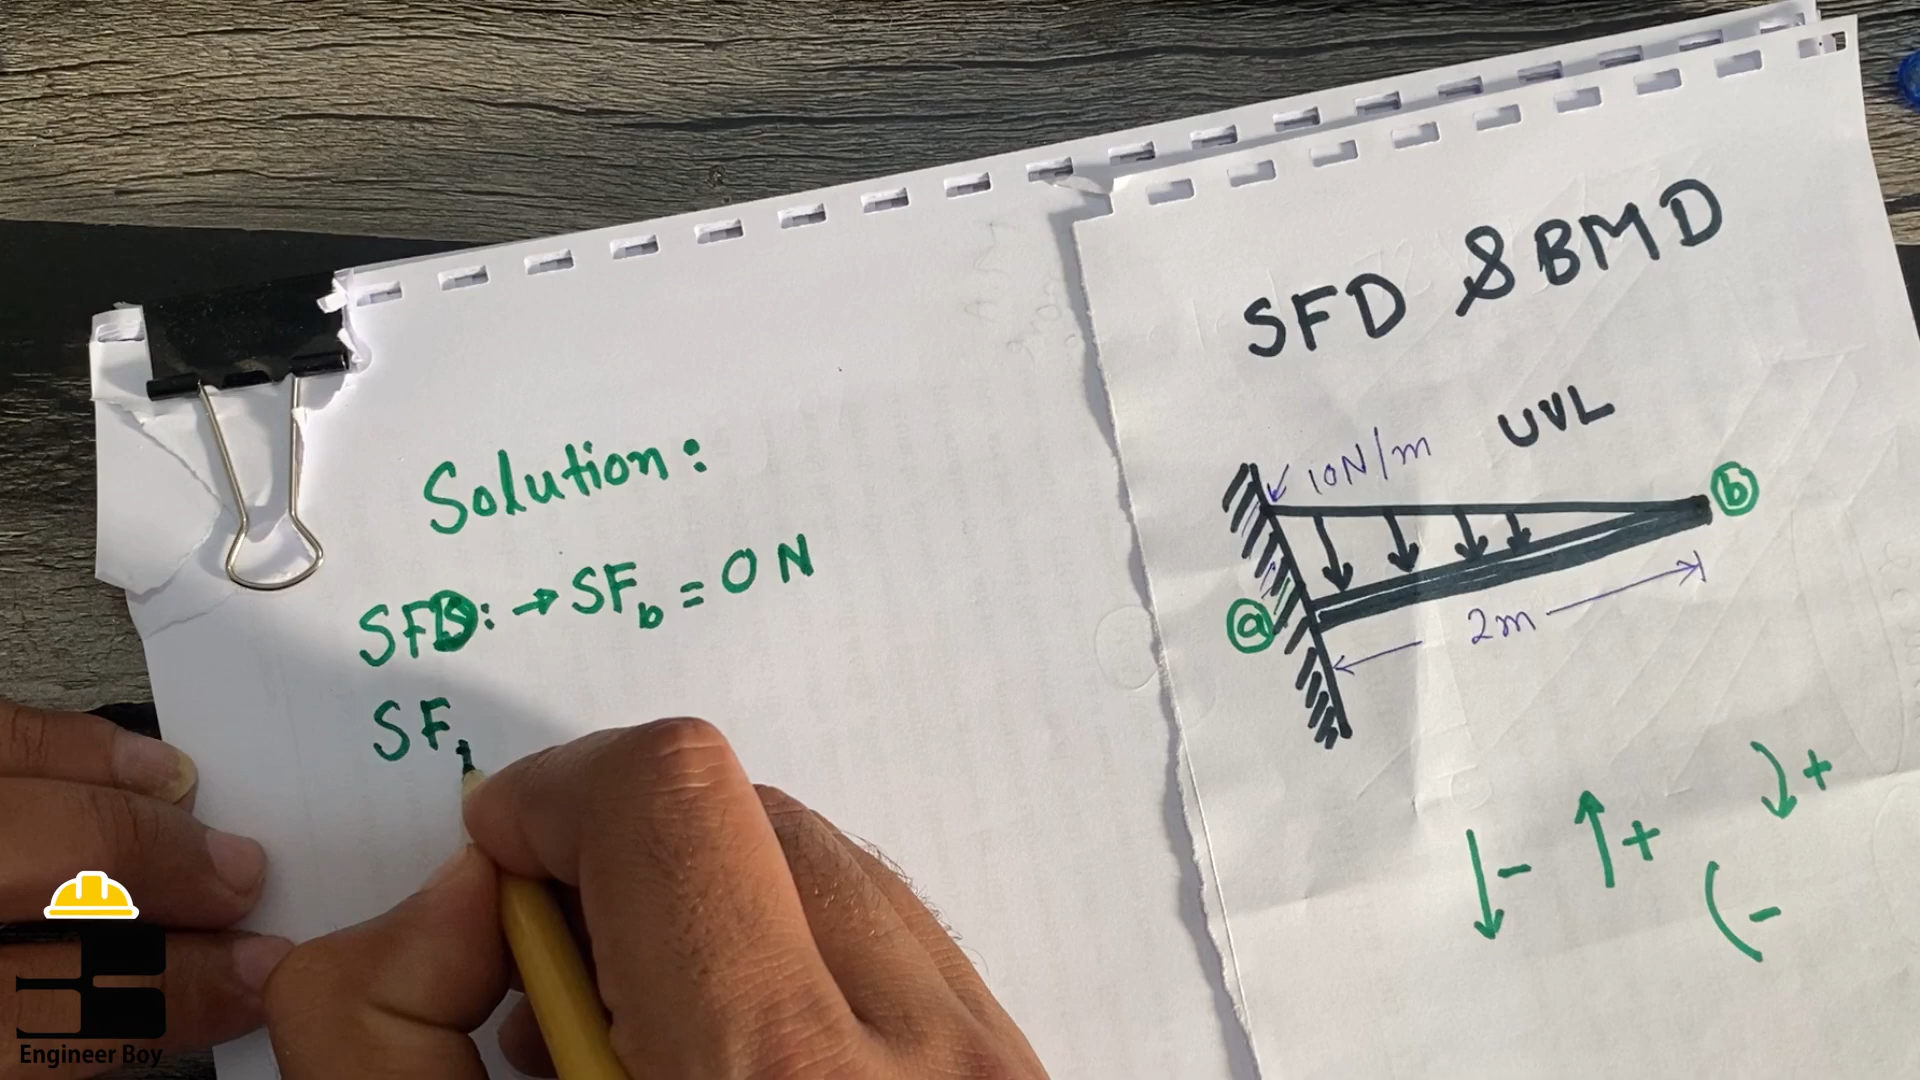 Solution:
SFD: → SFb = 0 N
SF
SFD & BMD
UVL
10N/m
b
a
2m
- + +
-
Engineer Boy